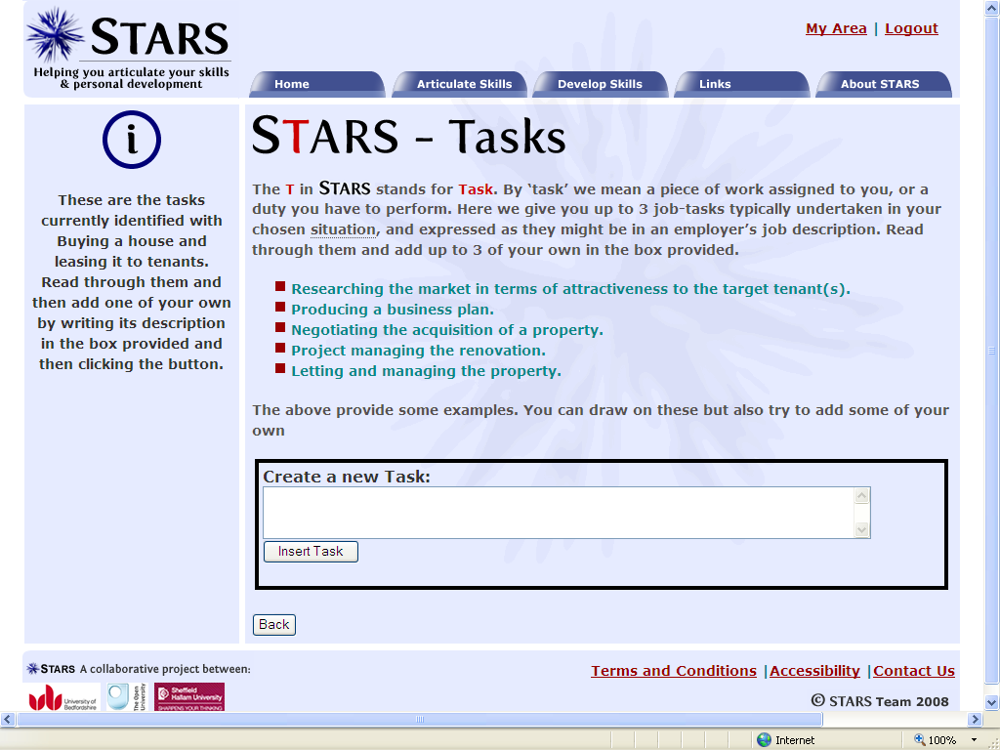 STARS
Helping you articulate your skills
& personal development
My Area | Logout
Home
Articulate Skills
Develop Skills
Links
About STARS
i
These are the tasks
currently identified with
Buying a house and
leasing it to tenants.
Read through them and
then add one of your own
by writing its description
in the box provided and
then clicking the button.
STARS – Tasks
The T in STARS stands for Task. By ‘task’ we mean a piece of work assigned to you, or a
duty you have to perform. Here we give you up to 3 job-tasks typically undertaken in your
chosen situation, and expressed as they might be in an employer’s job description. Read
through them and add up to 3 of your own in the box provided.
Researching the market in terms of attractiveness to the target tenant(s).
Producing a business plan.
Negotiating the acquisition of a property.
Project managing the renovation.
Letting and managing the property.
The above provide some examples. You can draw on these but also try to add some of your
own
Create a new Task:
Insert Task
Back
STARS A collaborative project between:
University of
Bedfordshire
The Open
University
Sheffield
Hallam University
SHARPENS YOUR THINKING
Terms and Conditions |Accessibility |Contact Us
© STARS Team 2008
Internet
100%